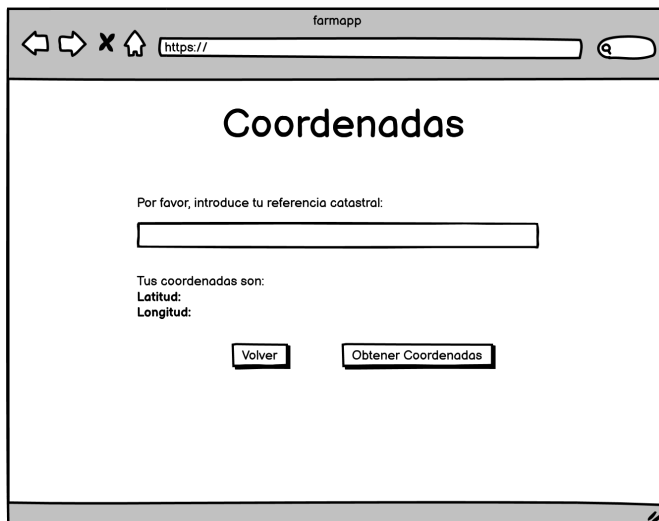 farmapp
https://
Coordenadas
Por favor, introduce tu referencia catastral:
Tus coordenadas son:
Latitud:
Longitud:
Volver
Obtener Coordenadas